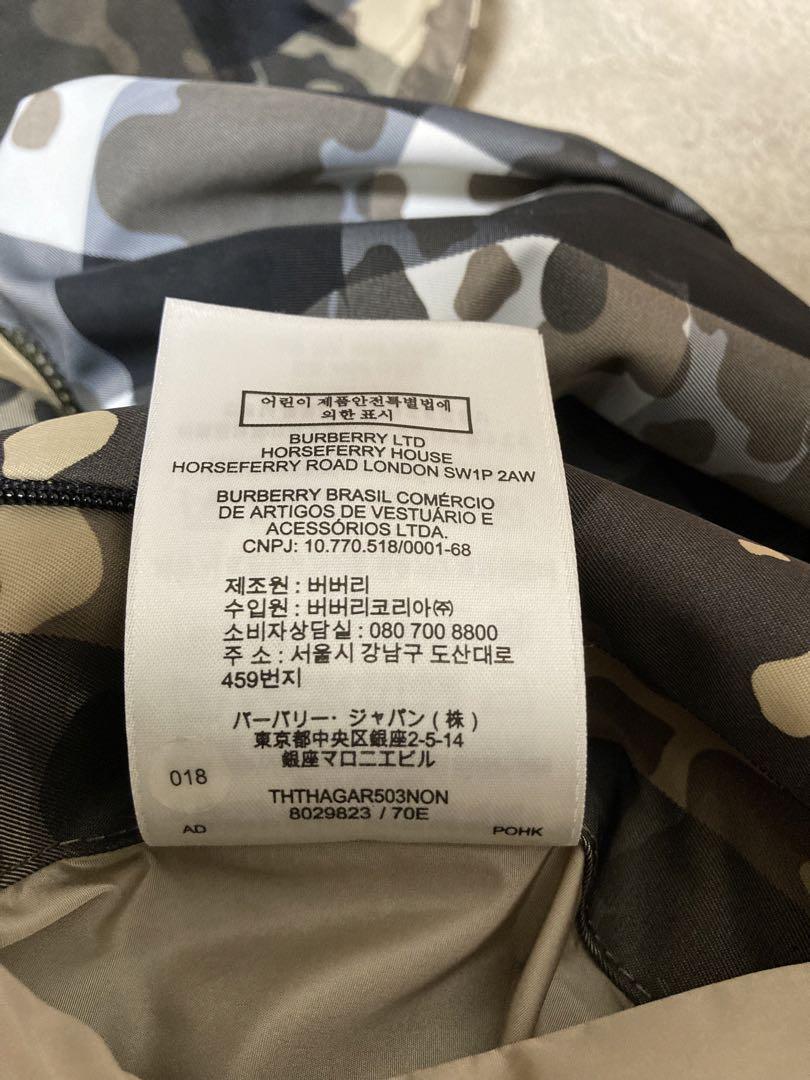 어린이 제품안전특별법에
의한 표시
BURBERRY LTD
HORSEFERRY HOUSE
HORSEFERRY ROAD LONDON SW1P 2AW
BURBERRY BRASIL COMÉRCIO
DE ARTIGOS DE VESTUÁRIO E
ACESSÓRIOS LTDA.
CNPJ: 10.770.518/0001-68
제조원 : 버버리
수입원 : 버버리코리아㈜
소비자상담실 : 080 700 8800
주 소 : 서울시 강남구 도산대로
459번지
バーバリー・ジャパン ( 株 )
東京都中央区銀座2-5-14
銀座マロニエビル
018
THTHAGAR503NON
8029823 / 70E
AD POHK